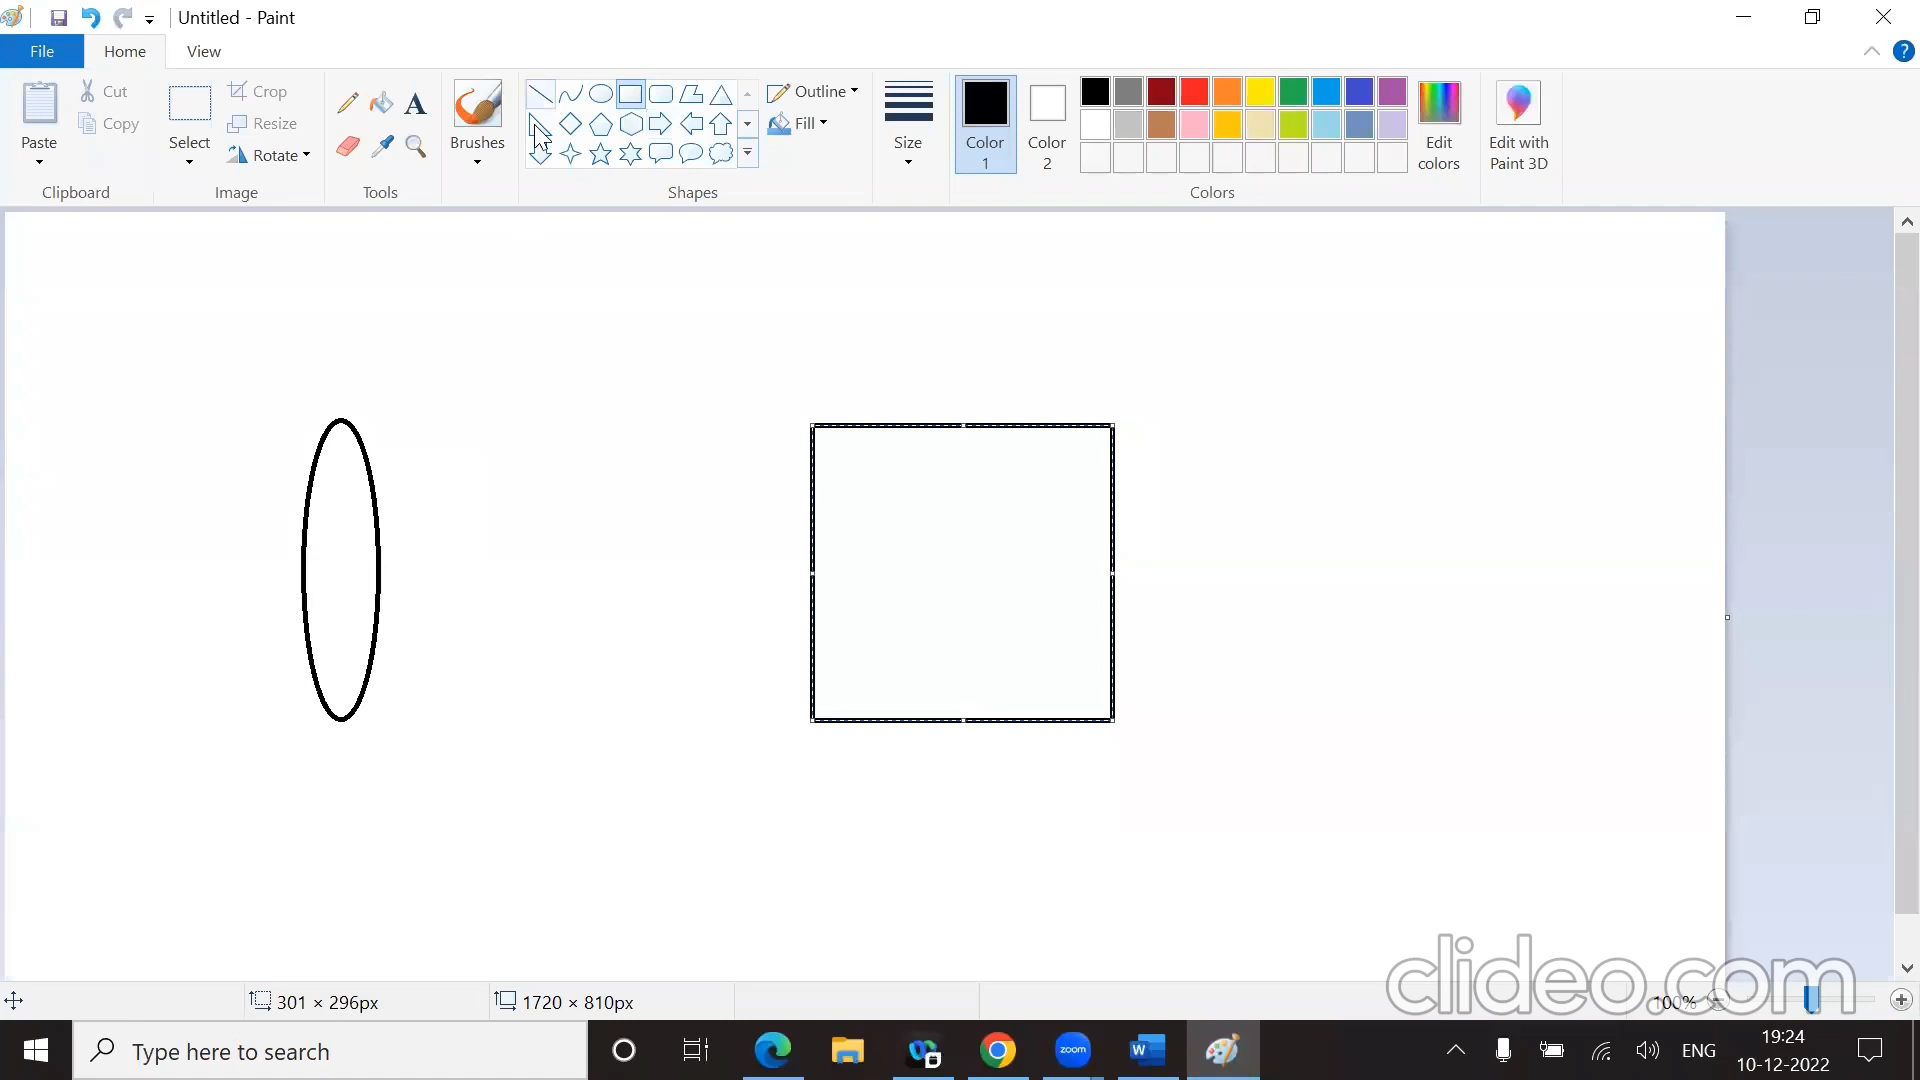 Untitled - Paint
File Home View
Paste
Cut
Copy
Clipboard
Select
Crop
Resize
Rotate
Image
Tools
Brushes
Shapes
Outline
Fill
Size
Color 1
Color 2
Colors
Edit colors
Edit with Paint 3D
301 × 296px
1720 × 810px
100%
clideo.com
Type here to search
zoom
ENG
19:24
10-12-2022